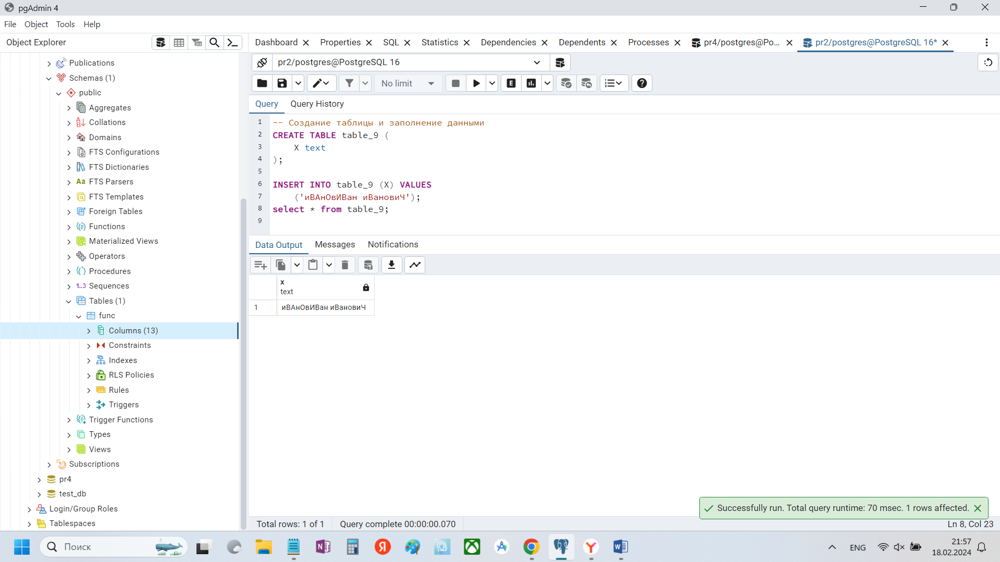 pgAdmin 4
File Object Tools Help
Object Explorer
Dashboard Properties SQL Statistics Dependencies Dependents Processes pr4/postgres@Po... pr2/postgres@PostgreSQL 16*
Publications
Schemas (1)
public
Aggregates
Collations
Domains
FTS Configurations
FTS Dictionaries
Aa FTS Parsers
FTS Templates
Foreign Tables
Functions
Materialized Views
Operators
Procedures
1..3 Sequences
Tables (1)
func
Columns (13)
Constraints
Indexes
RLS Policies
Rules
Triggers
Trigger Functions
Types
Views
Subscriptions
pr4
test_db
Login/Group Roles
Tablespaces
pr2/postgres@PostgreSQL 16
No limit
E
Query Query History
1 -- Создание таблицы и заполнение данными
2 CREATE TABLE table_9 (
3 X text
4 );
5
6 INSERT INTO table_9 (X) VALUES
7 ('иВАнОвИВан иВановиЧ');
8 select * from table_9;
9
Data Output Messages Notifications
x
text
1 иВАнОвИВан иВановиЧ
Successfully run. Total query runtime: 70 msec. 1 rows affected.
Total rows: 1 of 1 Query complete 00:00:00.070 Ln 8, Col 23
Поиск
ENG
21:57
18.02.2024